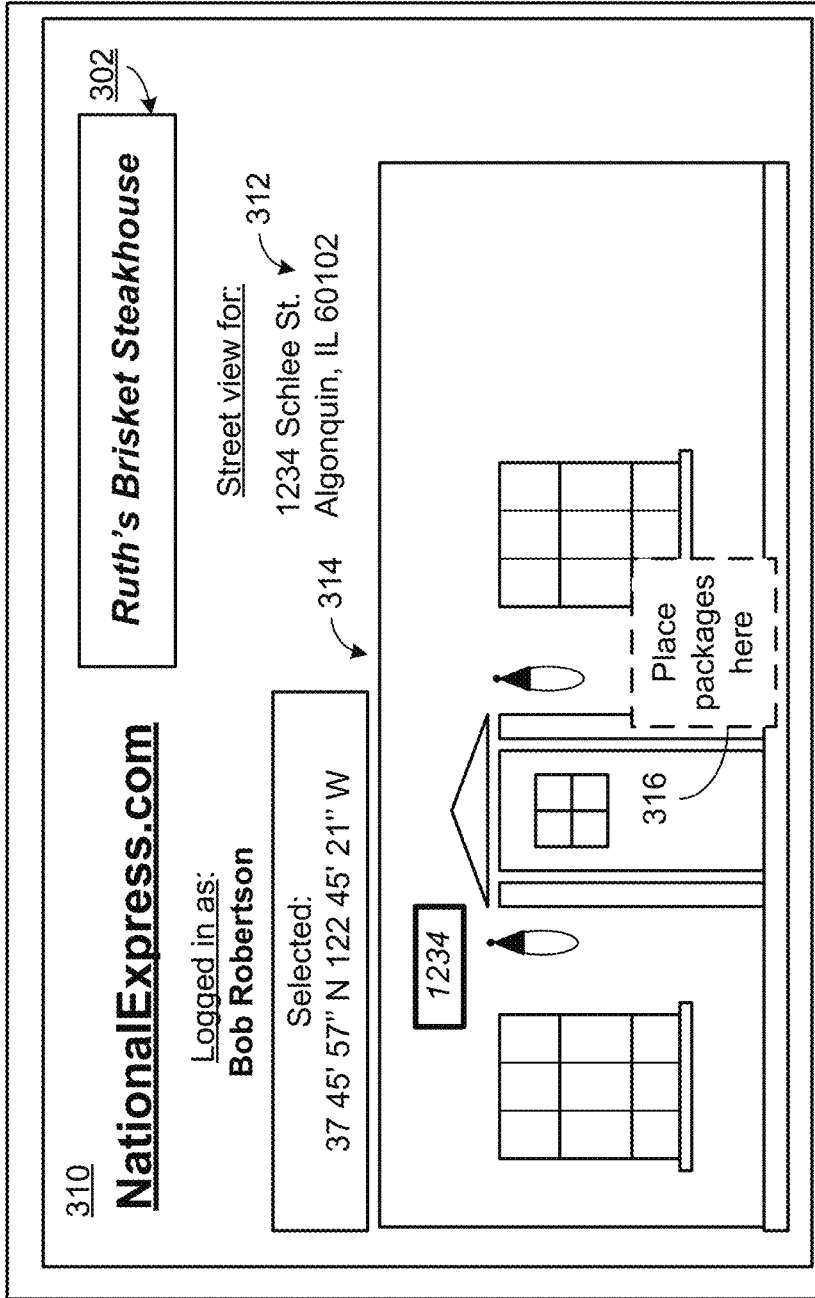 310
NationalExpress.com
Ruth's Brisket Steakhouse
302
Logged in as:
Bob Robertson
Street view for:
1234 Schlee St.
Algonquin, IL 60102
312
Selected:
37 45' 57" N 122 45' 21" W
314
1234
316
Place
packages
here